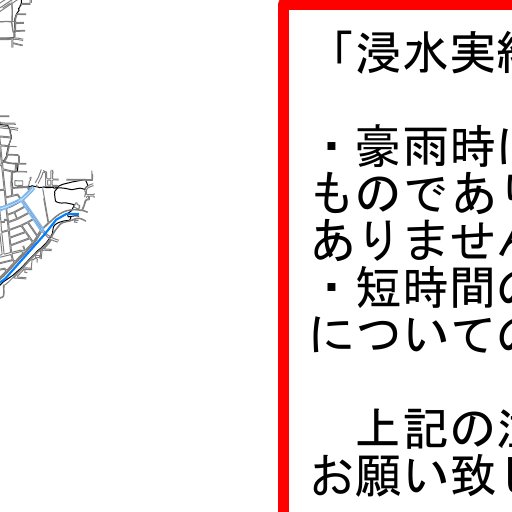 「浸水実
・豪雨時に
ものであり
ありません
・短時間の
についての
上記の注
お願い致し